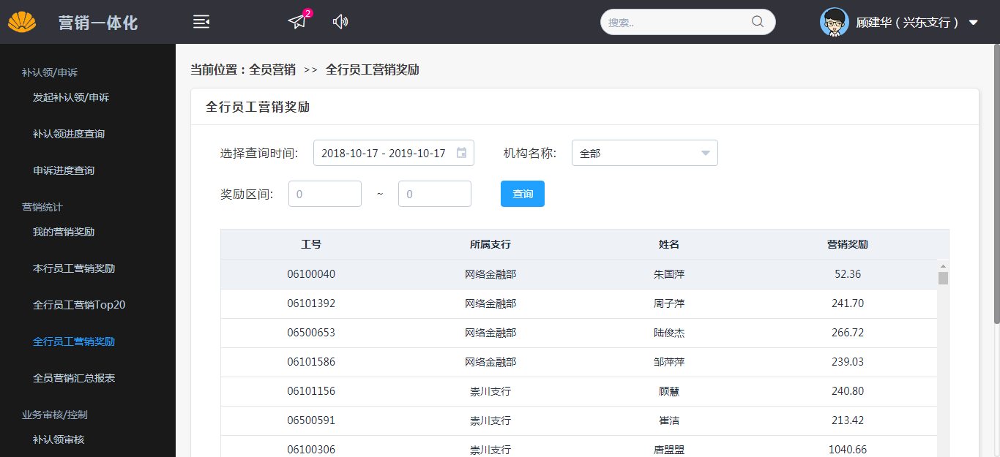 营销一体化
2
搜索..
顾建华 ( 兴东支行 )
补认领/申诉
发起补认领/申诉
补认领进度查询
申诉进度查询
营销统计
我的营销奖励
本行员工营销奖励
全行员工营销Top20
全行员工营销奖励
全员营销汇总报表
业务审核/控制
补认领审核
当前位置：全员营销 >> 全行员工营销奖励
全行员工营销奖励
选择查询时间: 2018-10-17 - 2019-10-17 机构名称: 全部
奖励区间: 0 ~ 0 查询
工号 所属支行 姓名 营销奖励
06100040 网络金融部 朱国萍 52.36
06101392 网络金融部 周子萍 241.70
06500653 网络金融部 陆俊杰 266.72
06101586 网络金融部 邹萍萍 239.03
06101156 崇川支行 顾慧 240.80
06500591 崇川支行 崔洁 213.42
06100306 崇川支行 唐盟盟 1040.66